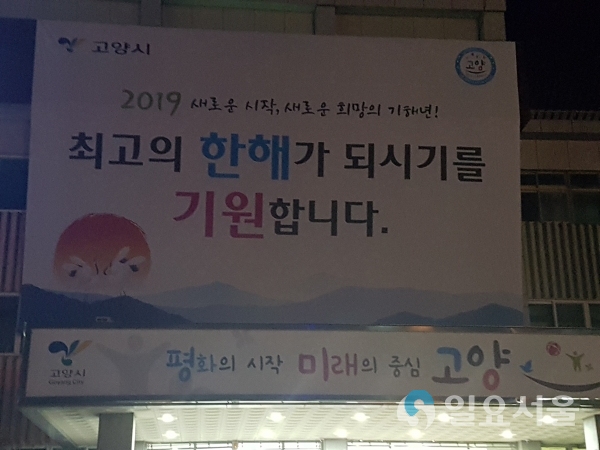 고양시
고양
2019 새로운 시작, 새로운 희망의 기해년!
최고의 한해가 되시기를
기원합니다.
고양시
Goyang City
평화의 시작 미래의 중심 고양
일요서울